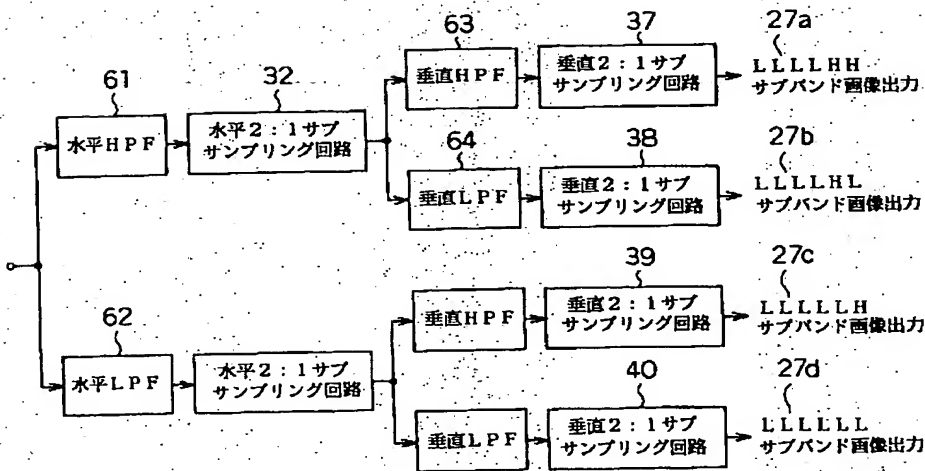 63
37
27a
垂直HPF
垂直2:1サブ
サンプリング回路
LLLLHH
サブバンド画像出力
61
32
水平HPF
水平2:1サブ
サンプリング回路
64
38
27b
垂直LPF
垂直2:1サブ
サンプリング回路
LLLLHL
サブバンド画像出力
39
27c
垂直HPF
垂直2:1サブ
サンプリング回路
LLLLLH
サブバンド画像出力
62
水平LPF
水平2:1サブ
サンプリング回路
40
27d
垂直LPF
垂直2:1サブ
サンプリング回路
LLLLLL
サブバンド画像出力